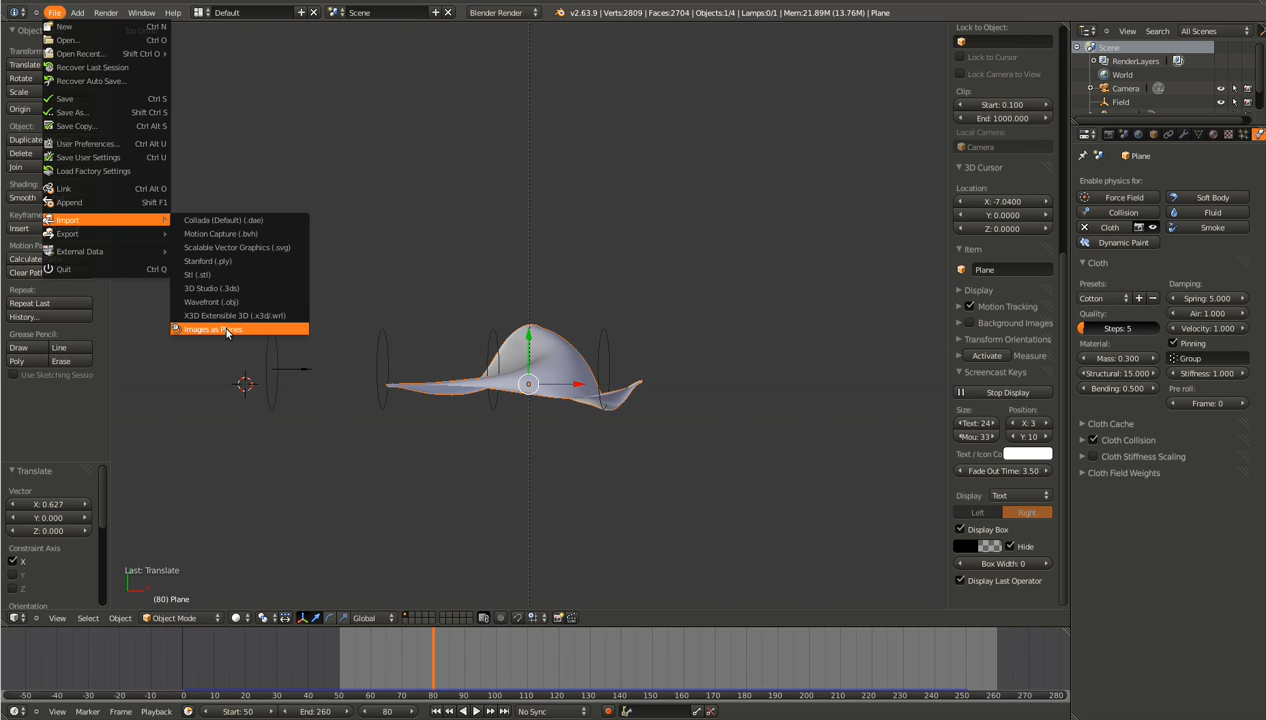 File Add Render Window Help Default Scene Blender Render v2.63.9 | Verts:2809 | Faces:2704 | Objects:1/4 | Lamps:0/1 | Mem:21.89M (13.76M) | Plane
New Ctrl N
Open... Ctrl O
Open Recent... Shift Ctrl O
Recover Last Session
Recover Auto Save...
Save Ctrl S
Save As... Shift Ctrl S
Save Copy... Ctrl Alt S
User Preferences... Ctrl Alt U
Save User Settings Ctrl U
Load Factory Settings
Link Ctrl Alt O
Append Shift F1
Import
Export
External Data
Quit Ctrl Q
Collada (Default) (.dae)
Motion Capture (.bvh)
Scalable Vector Graphics (.svg)
Stanford (.ply)
Stl (.stl)
3D Studio (.3ds)
Wavefront (.obj)
X3D Extensible 3D (.x3d/.wrl)
Images as Planes
Translate
Rotate
Scale
Origin
Object:
Delete
Join
Shading:
Smooth
Insert
Repeat:
Repeat Last
History...
Grease Pencil:
Draw Line
Poly Erase
Translate
Vector
X: 0.627
Y: 0.000
Z: 0.000
Constraint Axis
X
Y
Z
Orientation
Last: Translate
(80) Plane
Lock to Object:
Lock to Cursor
Lock Camera to View
Clip:
Start: 0.100
End: 1000.000
Local Camera:
Camera
3D Cursor
Location:
X: -7.0400
Y: 0.0000
Z: 0.0000
Item
Plane
Display
Motion Tracking
Background Images
Transform Orientations
Activate Measure
Screencast Keys
Stop Display
Size: Position:
Text: 24 X: 3
Mou: 33 Y: 10
Text / Icon Co
Fade Out Time: 3.50
Display Text
Left Right
Display Box
Hide
Box Width: 0
Display Last Operator
View Search All Scenes
Scene
RenderLayers
World
Camera
Field
Plane
Enable physics for:
Force Field Soft Body
Collision Fluid
Cloth Smoke
Dynamic Paint
Cloth
Presets: Damping:
Cotton Spring: 5.000
Quality: Air: 1.000
Steps: 5 Velocity: 1.000
Material: Pinning
Mass: 0.300 Group
Structural: 15.000 Stiffness: 1.000
Bending: 0.500 Pre roll:
Frame: 0
Cloth Cache
Cloth Collision
Cloth Stiffness Scaling
Cloth Field Weights
View Select Object Object Mode Global
-50 -40 -30 -20 -10 0 10 20 30 40 50 60 70 80 90 100 110 120 130 140 150 160 170 180 190 200 210 220 230 240 250 260 270 280
View Marker Frame Playback Start: 50 End: 260 80 No Sync